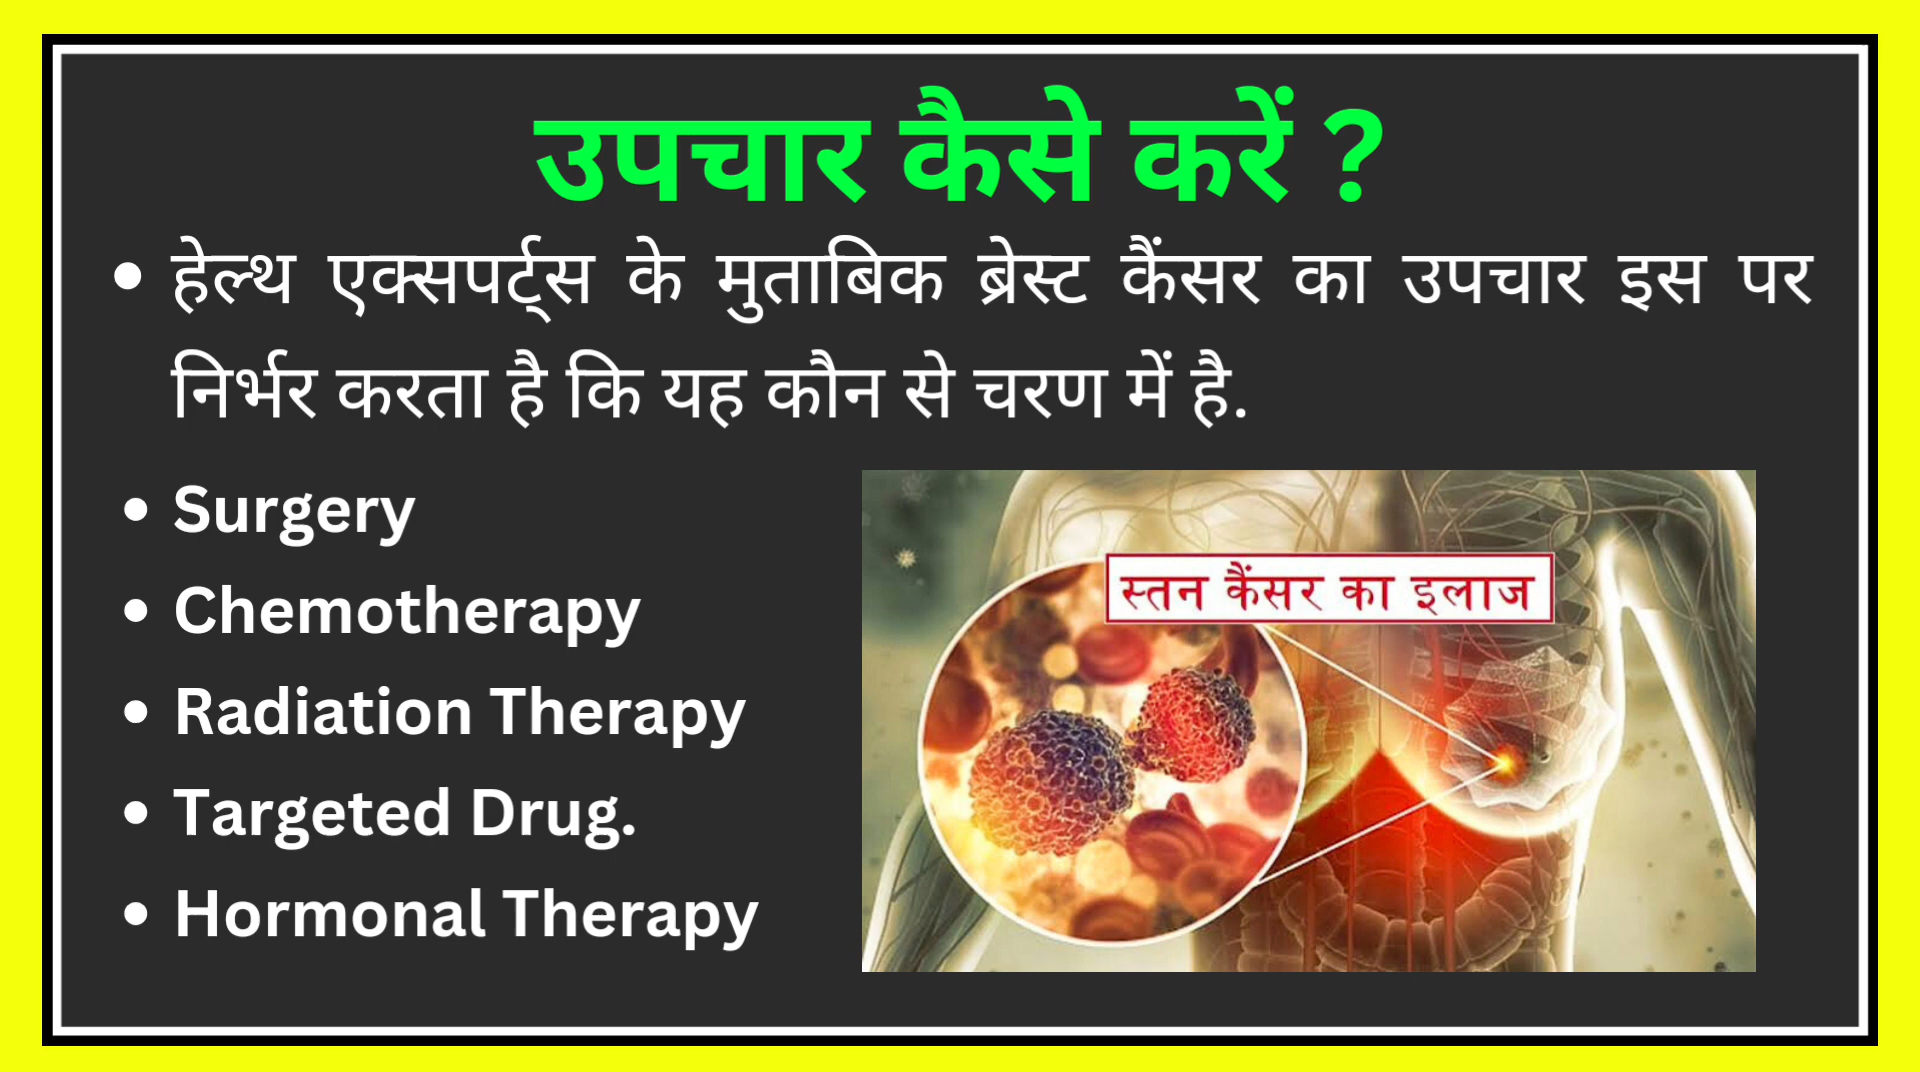 उपचार कैसे करें ?
• हेल्थ एक्सपर्ट्स के मुताबिक ब्रेस्ट कैंसर का उपचार इस पर
निर्भर करता है कि यह कौन से चरण में है.
• Surgery
• Chemotherapy
• Radiation Therapy
• Targeted Drug.
• Hormonal Therapy
स्तन कैंसर का इलाज